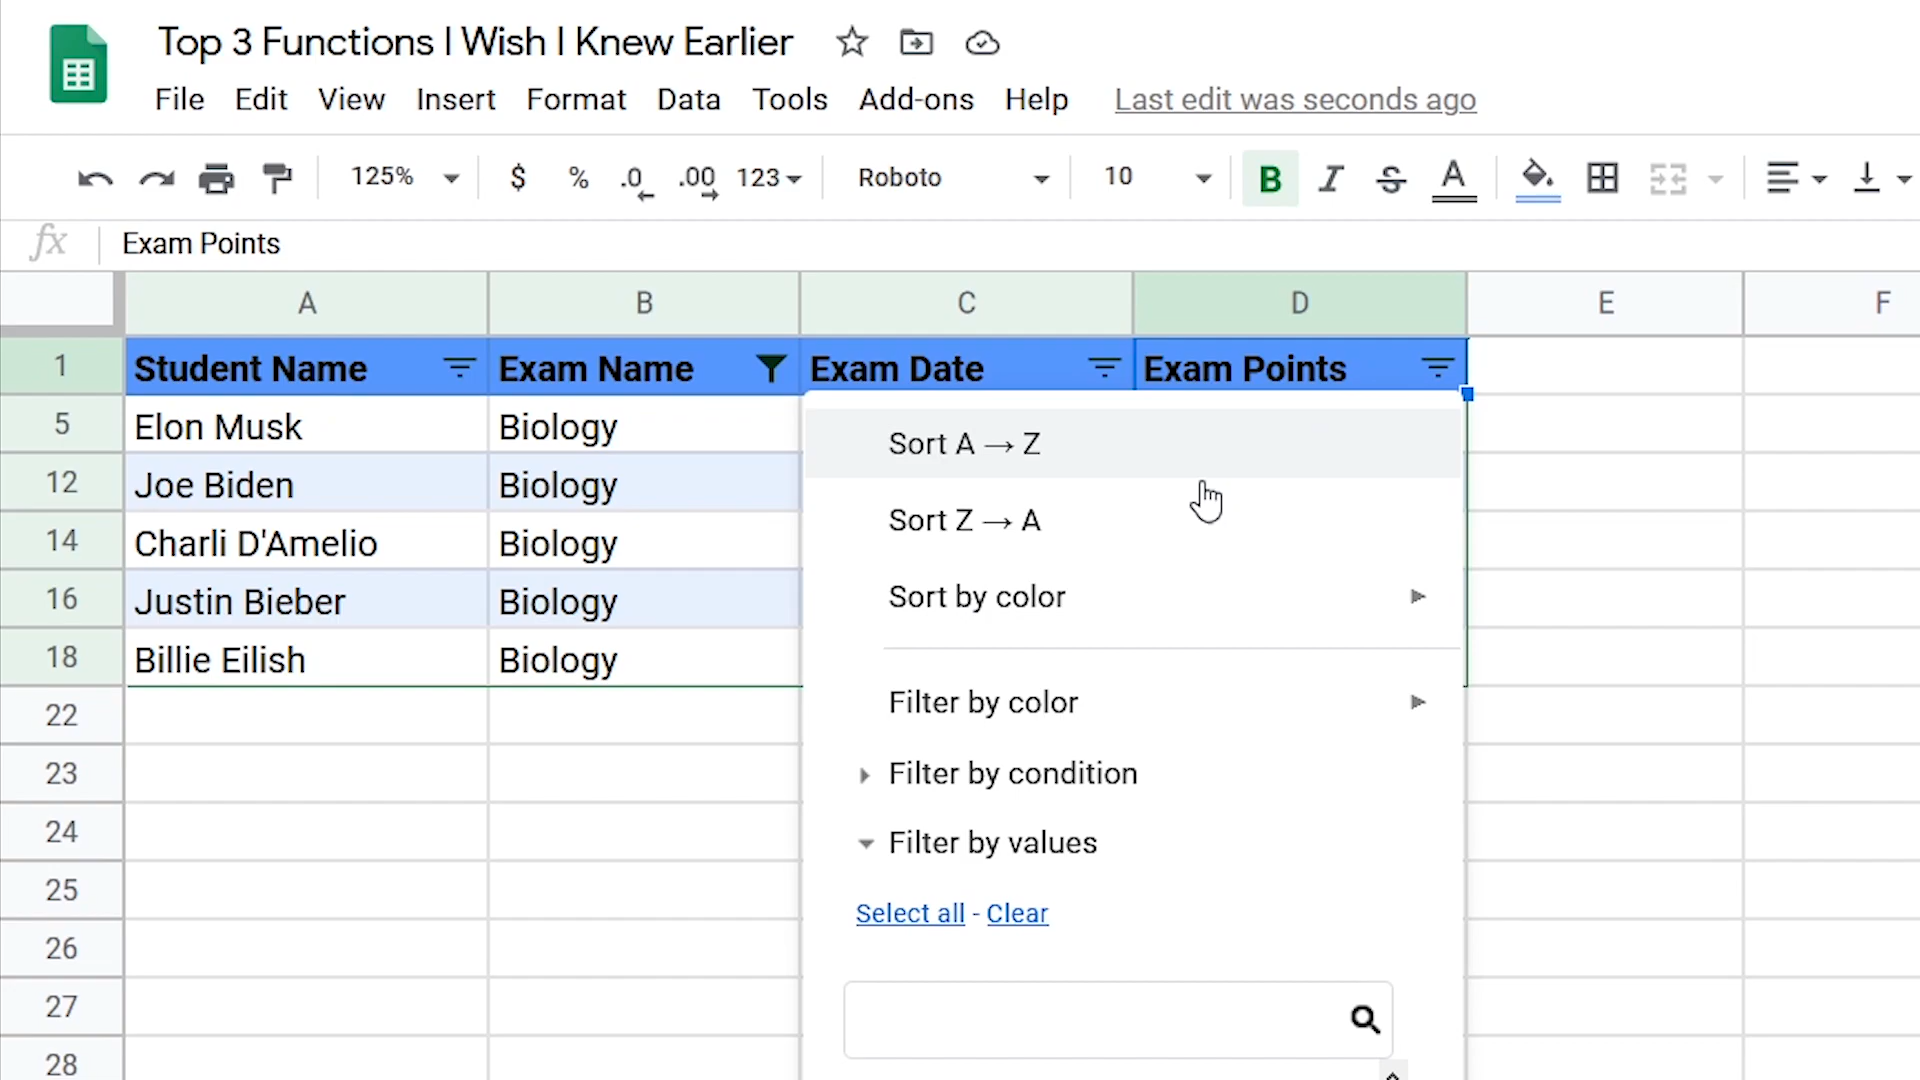 Top 3 Functions I Wish I Knew Earlier
File Edit View Insert Format Data Tools Add-ons Help Last edit was seconds ago
125% $ % .0 .00 123 Roboto 10 B I S A
fx Exam Points
A B C D E F
1 Student Name Exam Name Exam Date Exam Points
5 Elon Musk Biology
Sort A → Z
12 Joe Biden Biology
Sort Z → A
14 Charli D'Amelio Biology
16 Justin Bieber Biology
Sort by color
18 Billie Eilish Biology
22
Filter by color
23
Filter by condition
24
Filter by values
25
Select all - Clear
26
27
28